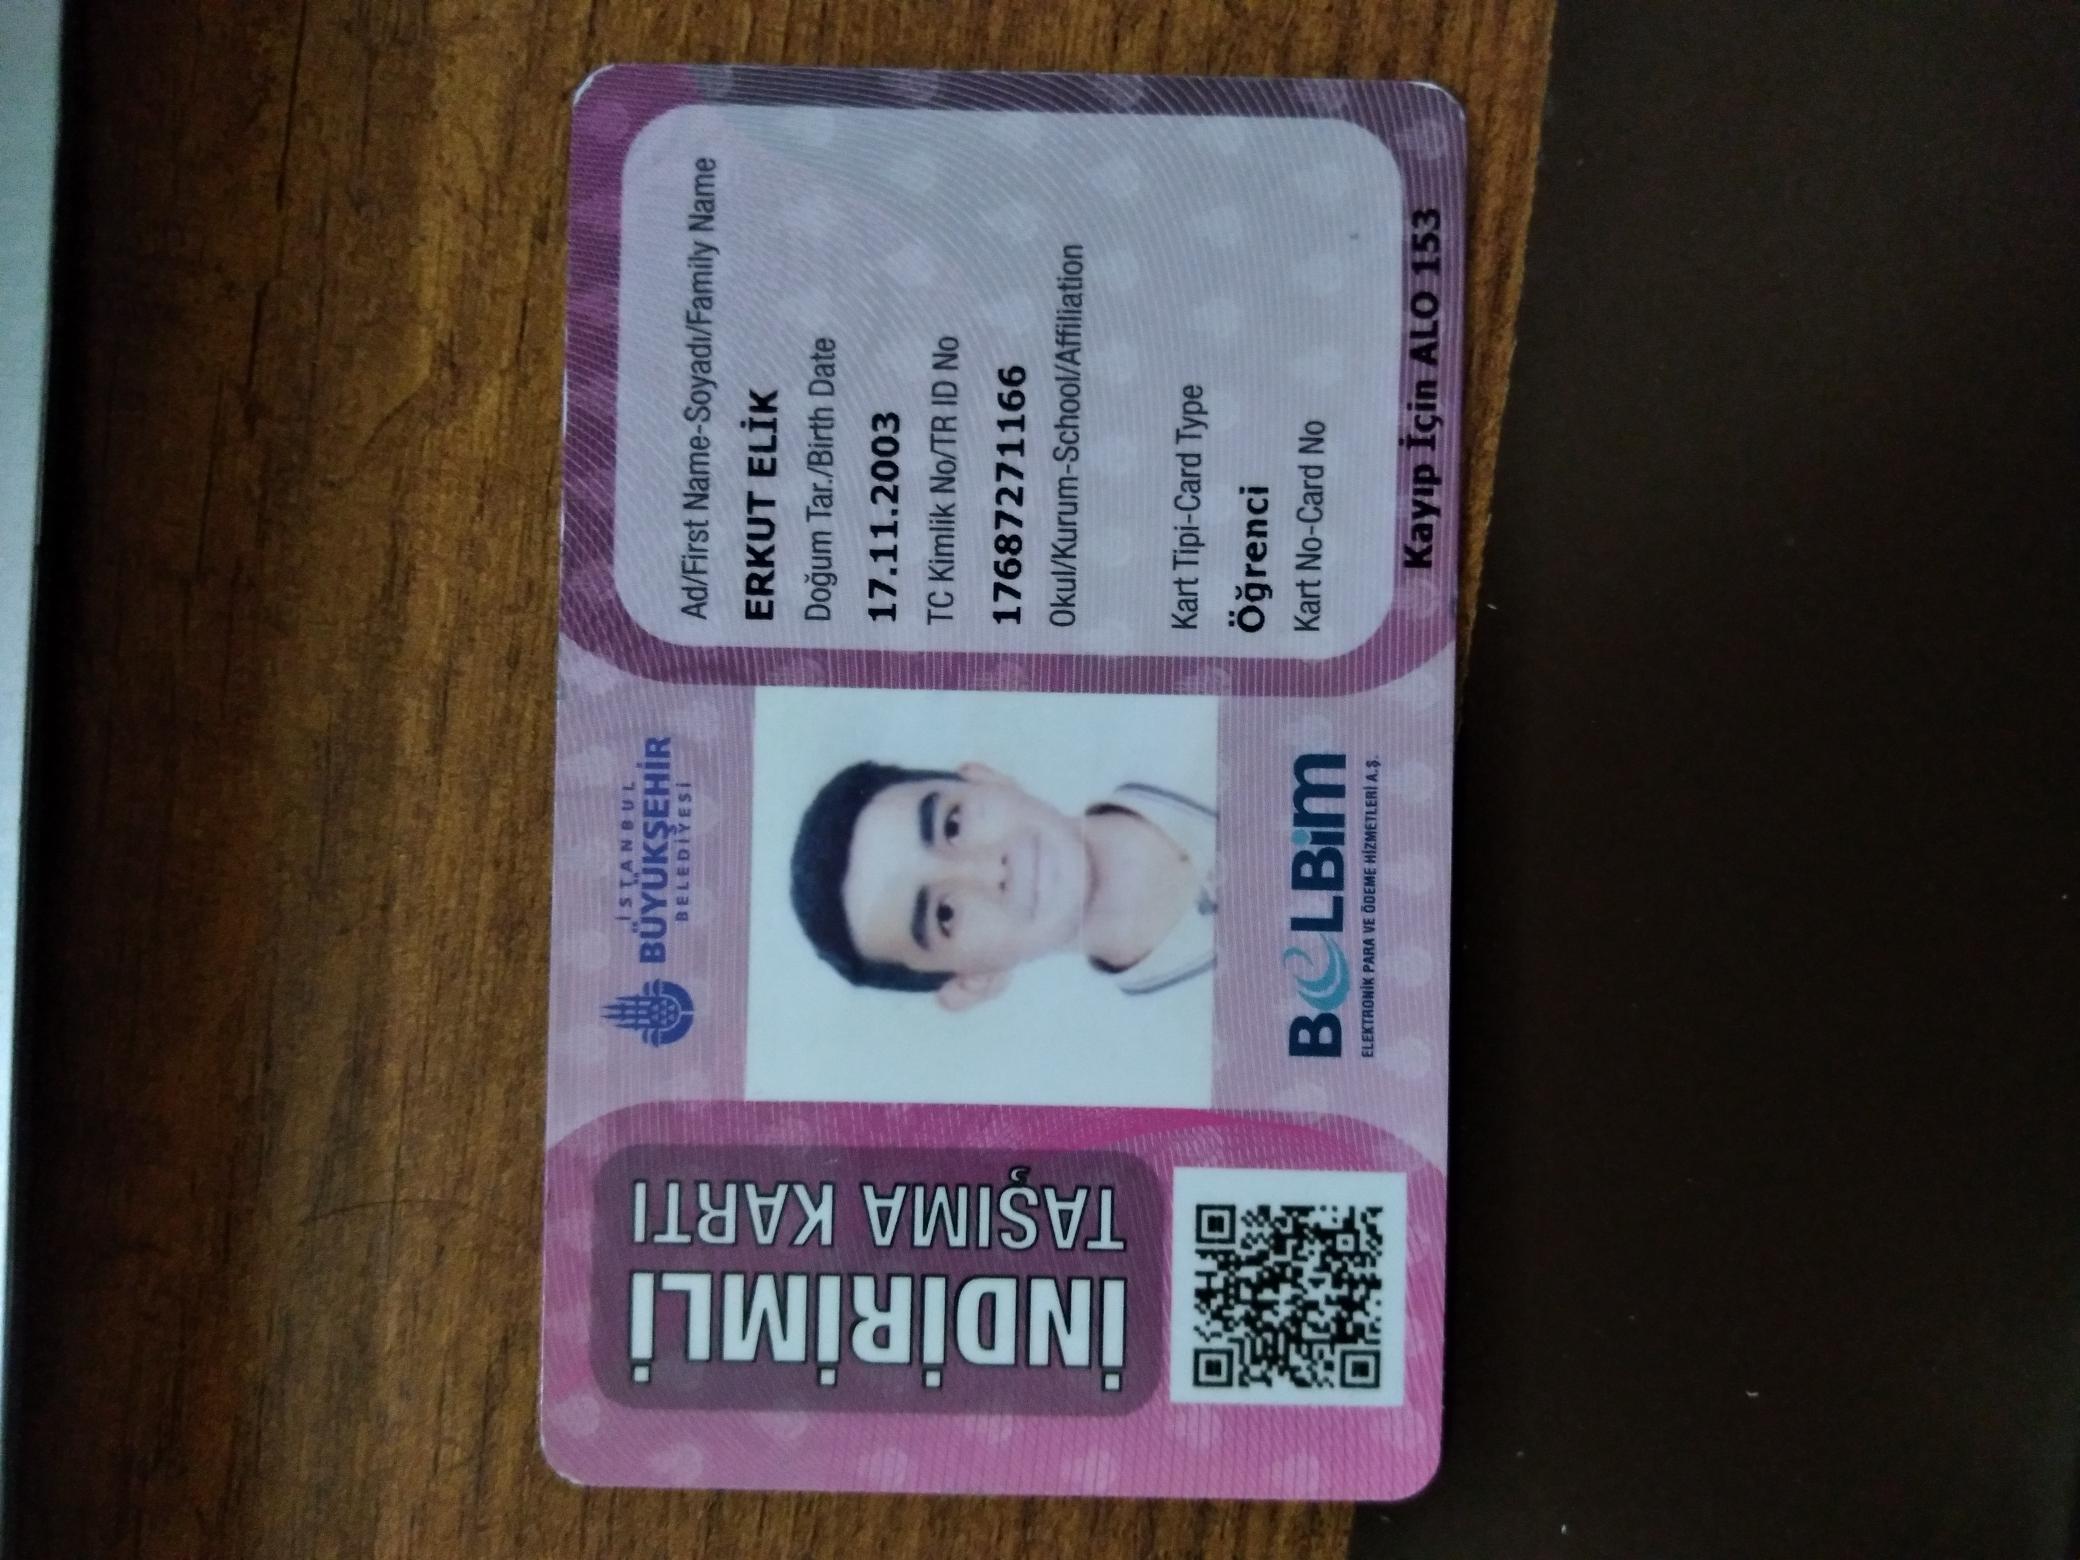 İNDİRİMLİ
TAŞIMA KARTI
İSTANBUL
BÜYÜKŞEHİR
BELEDİYESİ
BELBiM
ELEKTRONİK PARA VE ÖDEME HİZMETLERİ A.Ş.
Ad/First Name-Soyadı/Family Name
ERKUT ELİK
Doğum Tar./Birth Date
17.11.2003
TC Kimlik No/TR ID No
17687271166
Okul/Kurum-School/Affiliation
Kart Tipi-Card Type
Öğrenci
Kart No-Card No
Kayıp İçin ALO 153